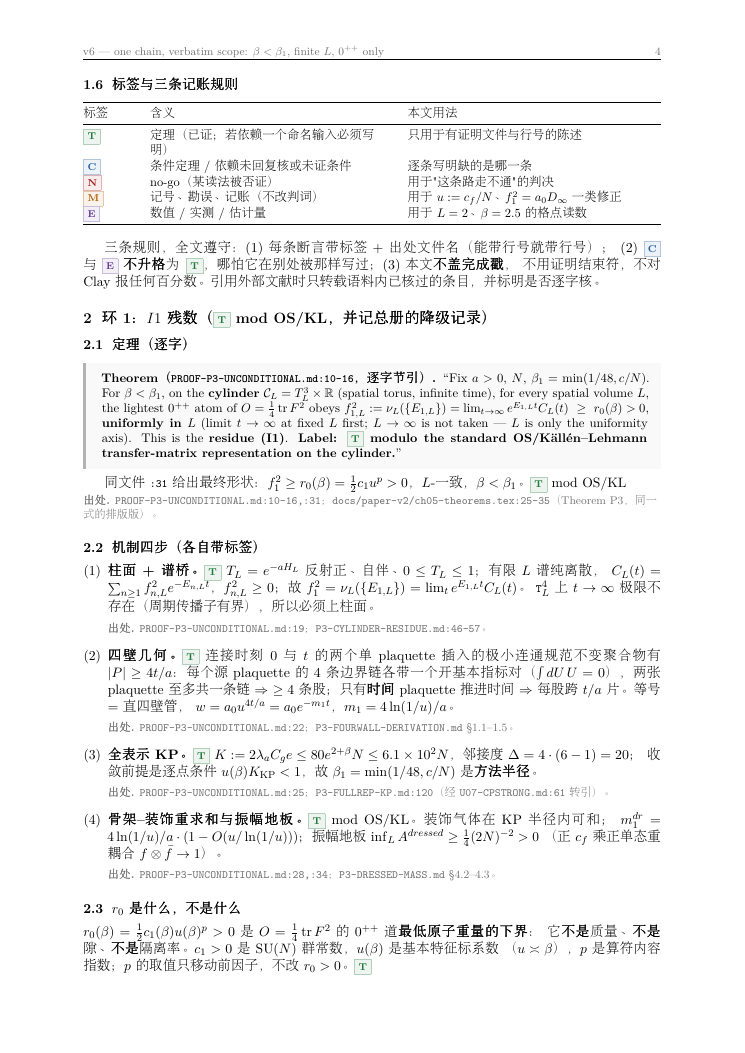 v6 — one chain, verbatim scope: β < β₁, finite L, 0⁺⁺ only 4
1.6 标签与三条记账规则
标签 含义 本文用法
T 定理（已证；若依赖一个命名输入必须写明） 只用于有证明文件与行号的陈述
C 条件定理 / 依赖未回复核或未证条件 逐条写明缺的是哪一条
N no-go（某读法被否证） 用于"这条路走不通"的判决
M 记号、勘误、记账（不改判词） 用于 u := c_f/N、f₁² = a₀D_∞ 一类修正
E 数值 / 实测 / 估计量 用于 L = 2、β = 2.5 的格点读数
三条规则，全文遵守：(1) 每条断言带标签 + 出处文件名（能带行号就带行号）； (2) C
与 E 不升格为 T，哪怕它在别处被那样写过；(3) 本文不盖完成戳， 不用证明结束符，不对
Clay 报任何百分数。引用外部文献时只转载语料内已核过的条目，并标明是否逐字核。
2 环 1：I1 残数（T mod OS/KL，并记总册的降级记录）
2.1 定理（逐字）
Theorem（PROOF-P3-UNCONDITIONAL.md:10-16，逐字节引）. “Fix a > 0, N, β₁ = min(1/48, c/N).
For β < β₁, on the cylinder 𝒞_L = T_L³ × ℝ (spatial torus, infinite time), for every spatial volume L,
the lightest 0⁺⁺ atom of O = ¼ tr F² obeys f²_{1,L} := ν_L({E_{1,L}}) = lim_{t→∞} e^{E_{1,L}t}C_L(t) ≥ r₀(β) > 0,
uniformly in L (limit t → ∞ at fixed L first; L → ∞ is not taken — L is only the uniformity
axis). This is the residue (I1). Label: T modulo the standard OS/Källén–Lehmann
transfer-matrix representation on the cylinder.”
同文件 :31 给出最终形状：f₁² ≥ r₀(β) = ½c₁u^p > 0，L-一致，β < β₁。T mod OS/KL
出处. PROOF-P3-UNCONDITIONAL.md:10-16,:31; docs/paper-v2/ch05-theorems.tex:25-35（Theorem P3，同一
式的排版版）。
2.2 机制四步（各自带标签）
(1) 柱面 + 谱桥。T T_L = e^{−aH_L} 反射正、自伴、0 ≤ T_L ≤ 1；有限 L 谱纯离散， C_L(t) =
∑_{n≥1} f²_{n,L}e^{−E_{n,L}t}，f²_{n,L} ≥ 0；故 f₁² = ν_L({E_{1,L}}) = lim_t e^{E_{1,L}t}C_L(t)。T_L⁴ 上 t → ∞ 极限不
存在（周期传播子有界），所以必须上柱面。
出处. PROOF-P3-UNCONDITIONAL.md:19; P3-CYLINDER-RESIDUE.md:46-57。
(2) 四壁几何。T 连接时刻 0 与 t 的两个单 plaquette 插入的极小连通规范不变聚合物有
|P| ≥ 4t/a：每个源 plaquette 的 4 条边界链各带一个开基本指标对（∫ dU U = 0），两张
plaquette 至多共一条链 ⇒ ≥ 4 条股；只有时间 plaquette 推进时间 ⇒ 每股跨 t/a 片。等号
= 直四壁管， w = a₀u^{4t/a} = a₀e^{−m₁t}，m₁ = 4 ln(1/u)/a。
出处. PROOF-P3-UNCONDITIONAL.md:22; P3-FOURWALL-DERIVATION.md §1.1–1.5。
(3) 全表示 KP。T K := 2λ_aC_ge ≤ 80e^{2+β}N ≤ 6.1 × 10²N，邻接度 Δ = 4 · (6 − 1) = 20； 收
敛前提是逐点条件 u(β)K_KP < 1，故 β₁ = min(1/48, c/N) 是方法半径。
出处. PROOF-P3-UNCONDITIONAL.md:25; P3-FULLREP-KP.md:120（经 U07-CPSTRONG.md:61 转引）。
(4) 骨架–装饰重求和与振幅地板。T mod OS/KL。装饰气体在 KP 半径内可和； m₁^{dr} =
4 ln(1/u)/a · (1 − O(u/ ln(1/u)))；振幅地板 inf_L A^{dressed} ≥ ¼(2N)^{−2} > 0 （正 c_f 乘正单态重
耦合 f ⊗ f̄ → 1）。
出处. PROOF-P3-UNCONDITIONAL.md:28,:34; P3-DRESSED-MASS.md §4.2–4.3。
2.3 r₀ 是什么，不是什么
r₀(β) = ½c₁(β)u(β)^p > 0 是 O = ¼ tr F² 的 0⁺⁺ 道最低原子重量的下界： 它不是质量、不是
隙、不是隔离率。c₁ > 0 是 SU(N) 群常数，u(β) 是基本特征标系数 （u ≍ β），p 是算符内容
指数；p 的取值只移动前因子，不改 r₀ > 0。T